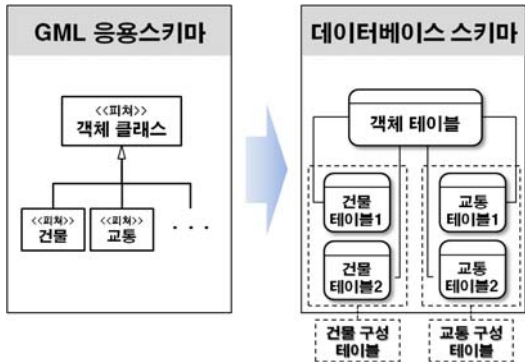 GML 응용스키마
<<피쳐>>
객체 클래스
<<피쳐>>
건물
<<피쳐>>
교통
. . .
데이터베이스 스키마
객체 테이블
건물
테이블1
교통
테이블1
건물
테이블2
교통
테이블2
건물 구성
테이블
교통 구성
테이블